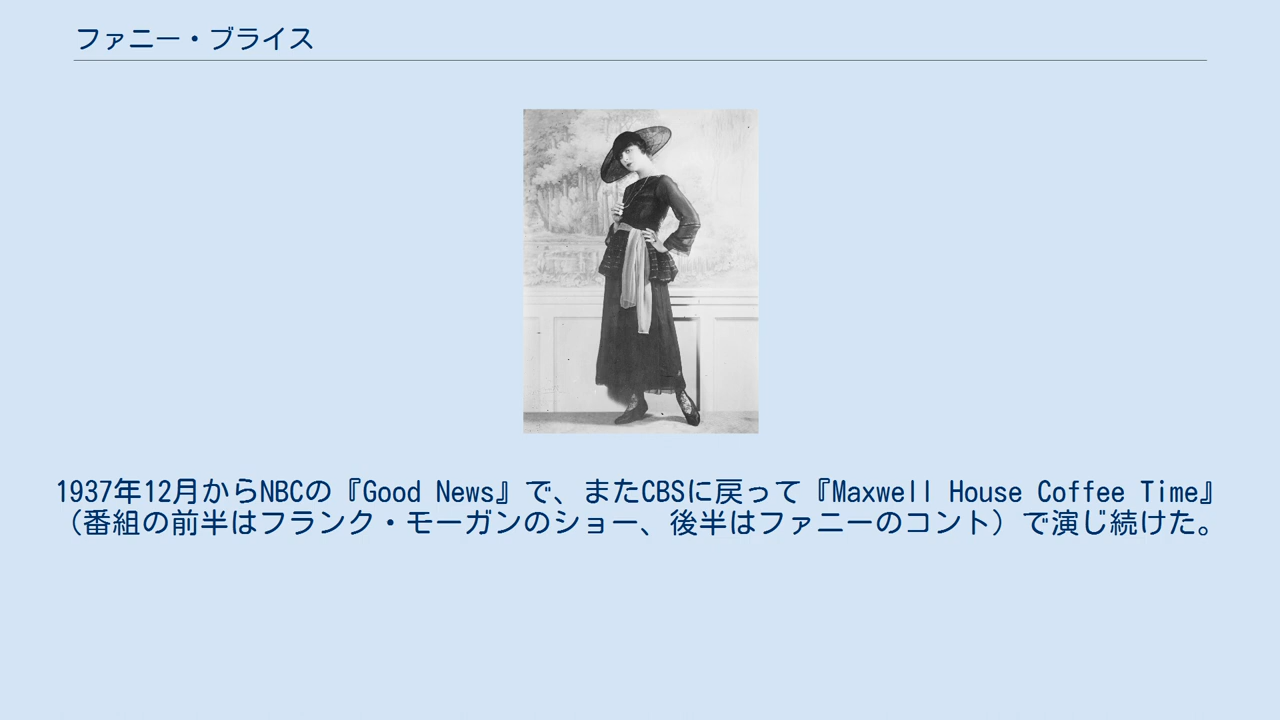 ファニー・ブライス
1937年12月からNBCの『Good News』で、またCBSに戻って『Maxwell House Coffee Time』
（番組の前半はフランク・モーガンのショー、後半はファニーのコント）で演じ続けた。